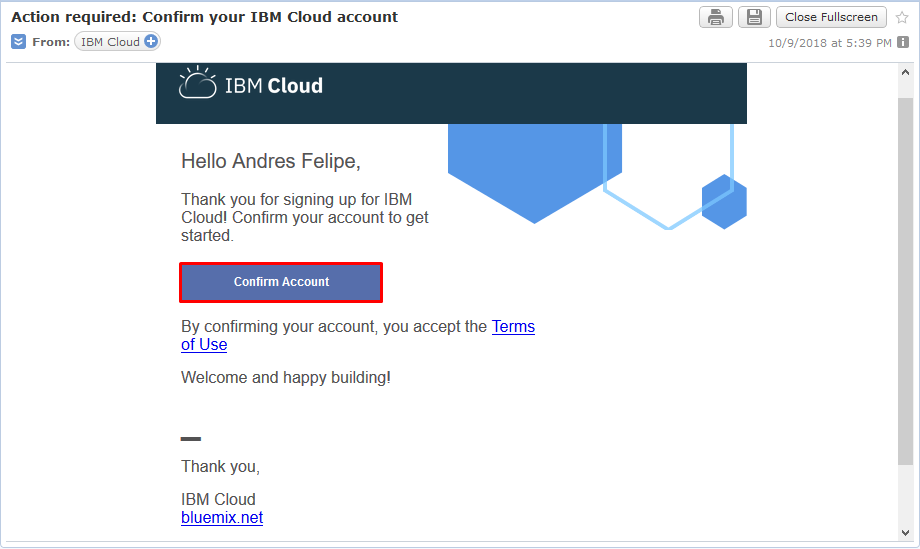 Action required: Confirm your IBM Cloud account
Close Fullscreen
From: IBM Cloud
10/9/2018 at 5:39 PM
IBM Cloud
Hello Andres Felipe,
Thank you for signing up for IBM
Cloud! Confirm your account to get
started.
Confirm Account
By confirming your account, you accept the Terms
of Use
Welcome and happy building!
Thank you,
IBM Cloud
bluemix.net